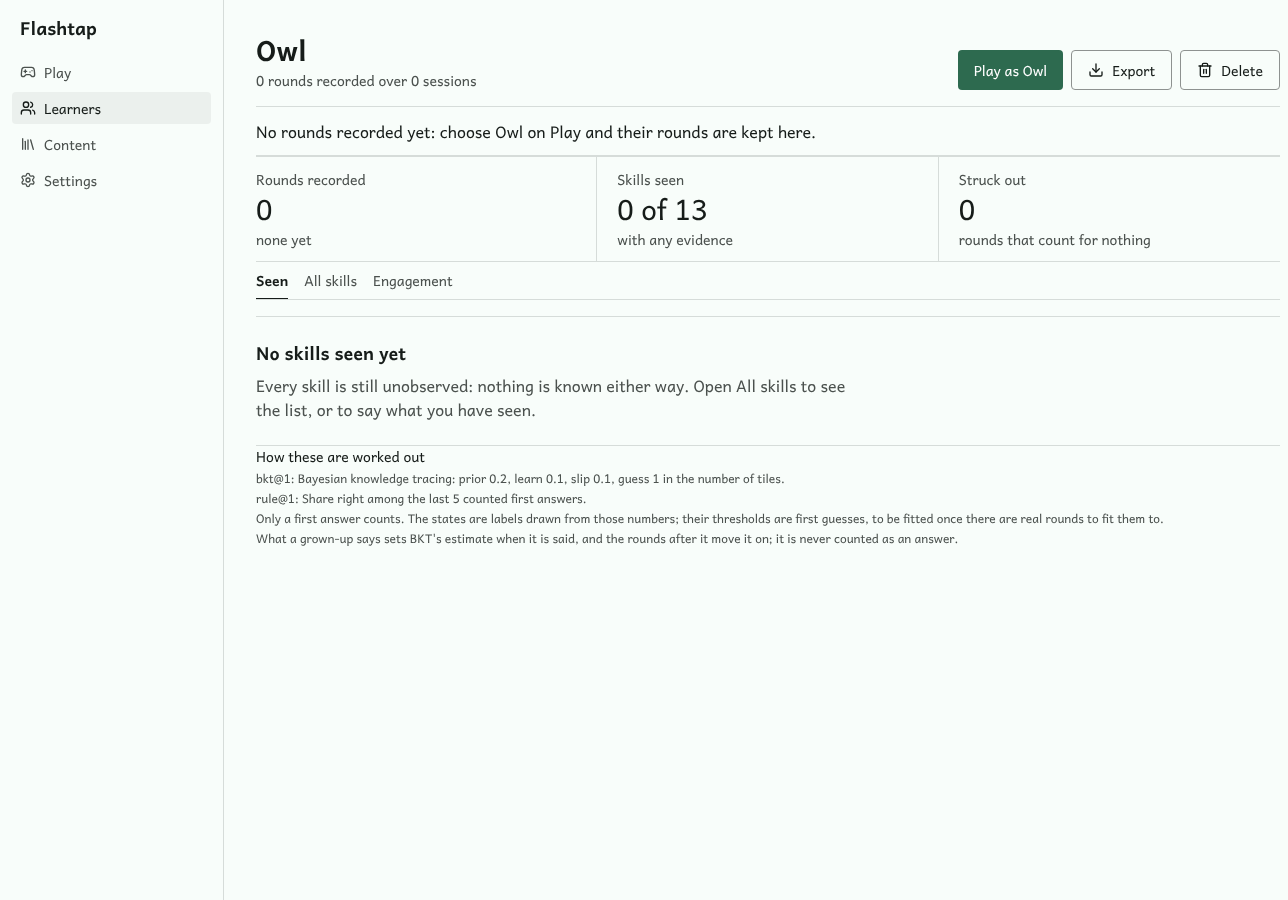 Flashtap
Play
Learners
Content
Settings
Owl
0 rounds recorded over 0 sessions
Play as Owl
Export
Delete
No rounds recorded yet: choose Owl on Play and their rounds are kept here.
Rounds recorded
0
none yet
Skills seen
0 of 13
with any evidence
Struck out
0
rounds that count for nothing
Seen
All skills
Engagement
No skills seen yet
Every skill is still unobserved: nothing is known either way. Open All skills to see
the list, or to say what you have seen.
How these are worked out
bkt@1: Bayesian knowledge tracing: prior 0.2, learn 0.1, slip 0.1, guess 1 in the number of tiles.
rule@1: Share right among the last 5 counted first answers.
Only a first answer counts. The states are labels drawn from those numbers; their thresholds are first guesses, to be fitted once there are real rounds to fit them to.
What a grown-up says sets BKT's estimate when it is said, and the rounds after it move it on; it is never counted as an answer.